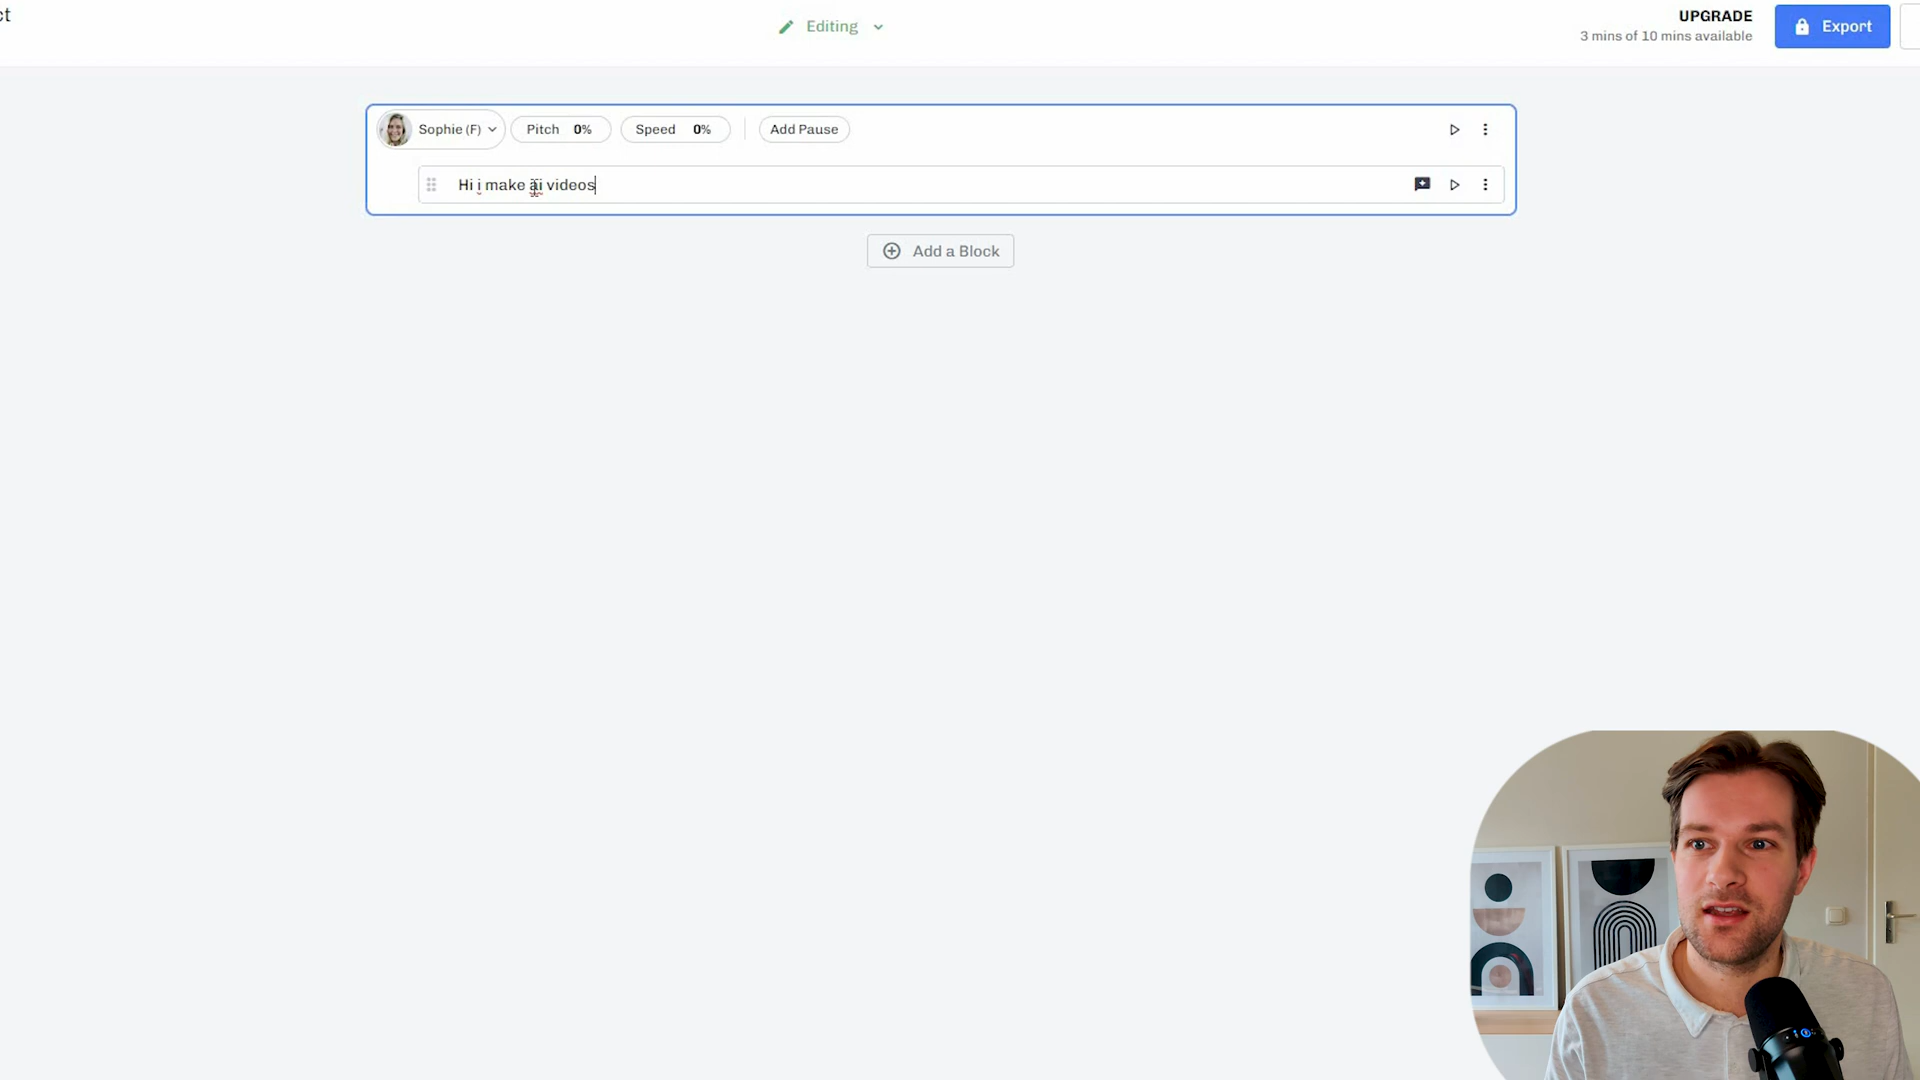 ct
Editing
UPGRADE
3 mins of 10 mins available
Export
Sophie (F)
Pitch 0%
Speed 0%
Add Pause
Hi i make ai videos
Add a Block